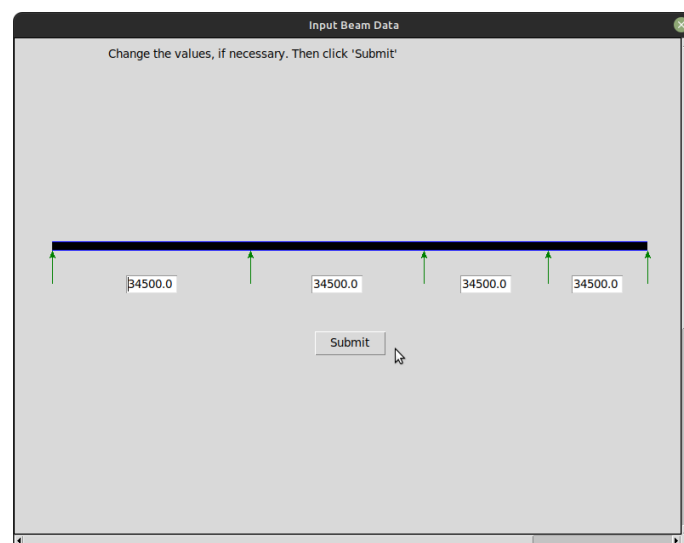 Input Beam Data
Change the values, if necessary. Then click 'Submit'
34500.0 34500.0 34500.0 34500.0
Submit